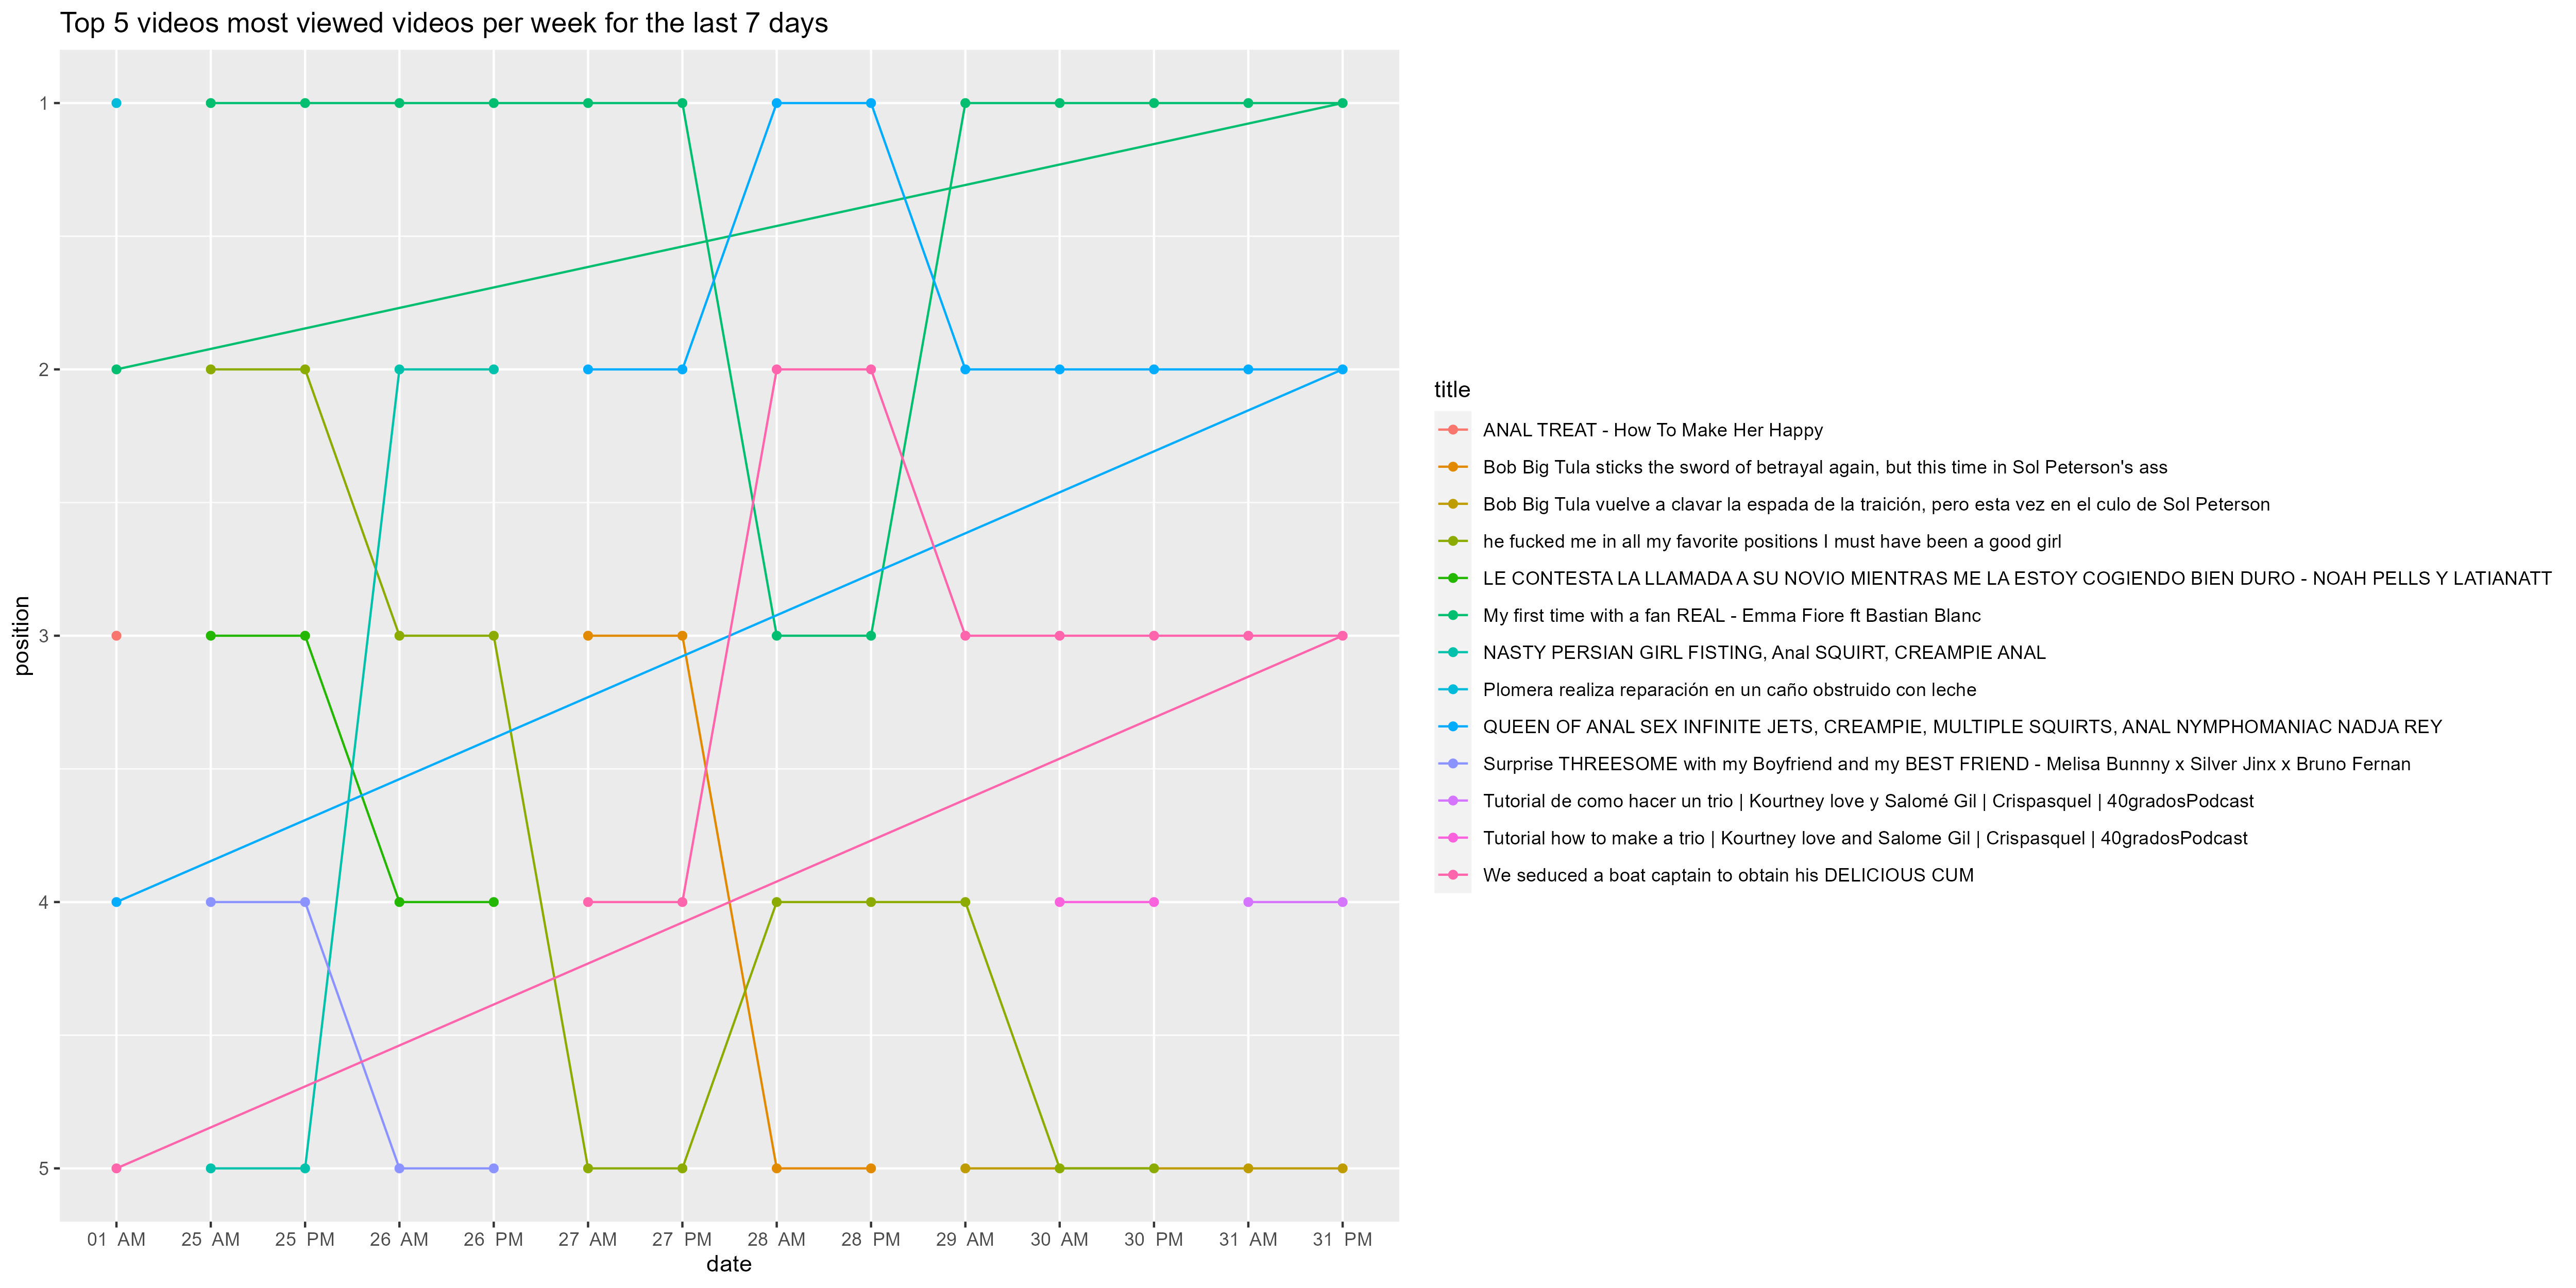 Top 5 videos most viewed videos per week for the last 7 days
position
1
2
3
4
5
01 AM 25 AM 25 PM 26 AM 26 PM 27 AM 27 PM 28 AM 28 PM 29 AM 30 AM 30 PM 31 AM 31 PM
date
title
ANAL TREAT - How To Make Her Happy
Bob Big Tula sticks the sword of betrayal again, but this time in Sol Peterson's ass
Bob Big Tula vuelve a clavar la espada de la traición, pero esta vez en el culo de Sol Peterson
he fucked me in all my favorite positions I must have been a good girl
LE CONTESTA LA LLAMADA A SU NOVIO MIENTRAS ME LA ESTOY COGIENDO BIEN DURO - NOAH PELLS Y LATIANATT
My first time with a fan REAL - Emma Fiore ft Bastian Blanc
NASTY PERSIAN GIRL FISTING, Anal SQUIRT, CREAMPIE ANAL
Plomera realiza reparación en un caño obstruido con leche
QUEEN OF ANAL SEX INFINITE JETS, CREAMPIE, MULTIPLE SQUIRTS, ANAL NYMPHOMANIAC NADJA REY
Surprise THREESOME with my Boyfriend and my BEST FRIEND - Melisa Bunnny x Silver Jinx x Bruno Fernan
Tutorial de como hacer un trio | Kourtney love y Salomé Gil | Crispasquel | 40gradosPodcast
Tutorial how to make a trio | Kourtney love and Salome Gil | Crispasquel | 40gradosPodcast
We seduced a boat captain to obtain his DELICIOUS CUM